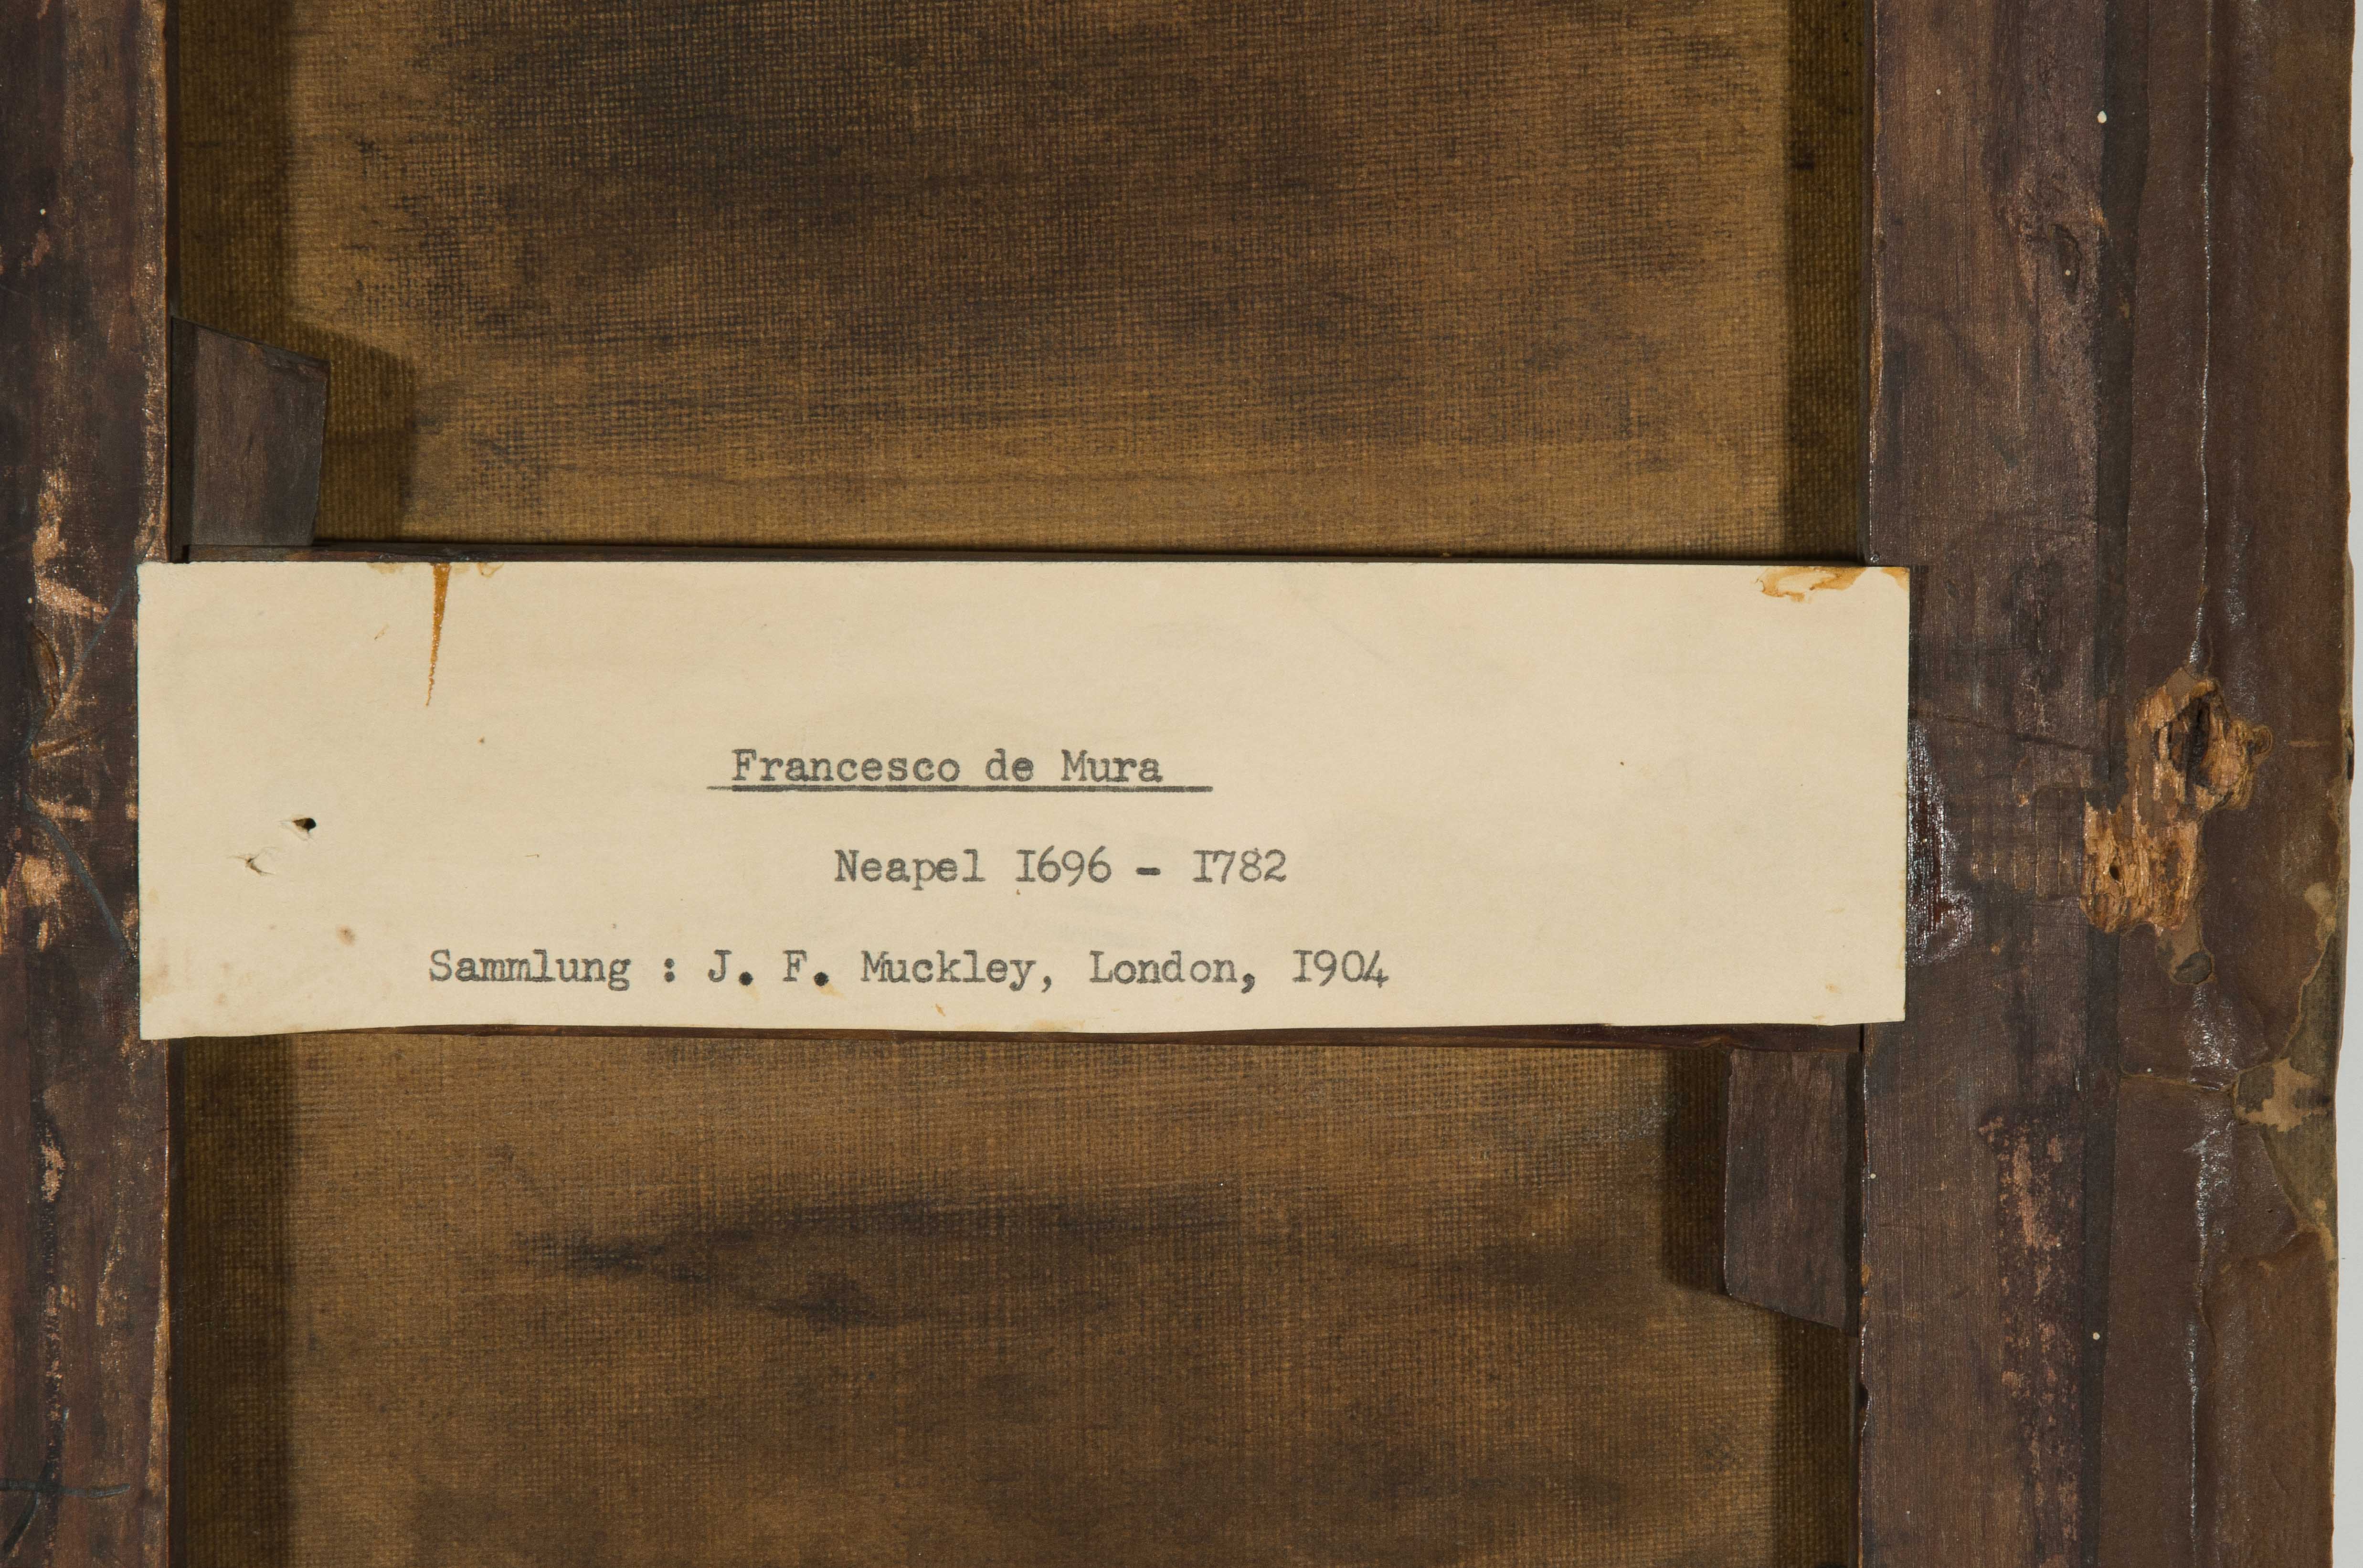 Francesco de Mura
Neapel I696 - I782
Sammlung : J. F. Muckley, London, I904